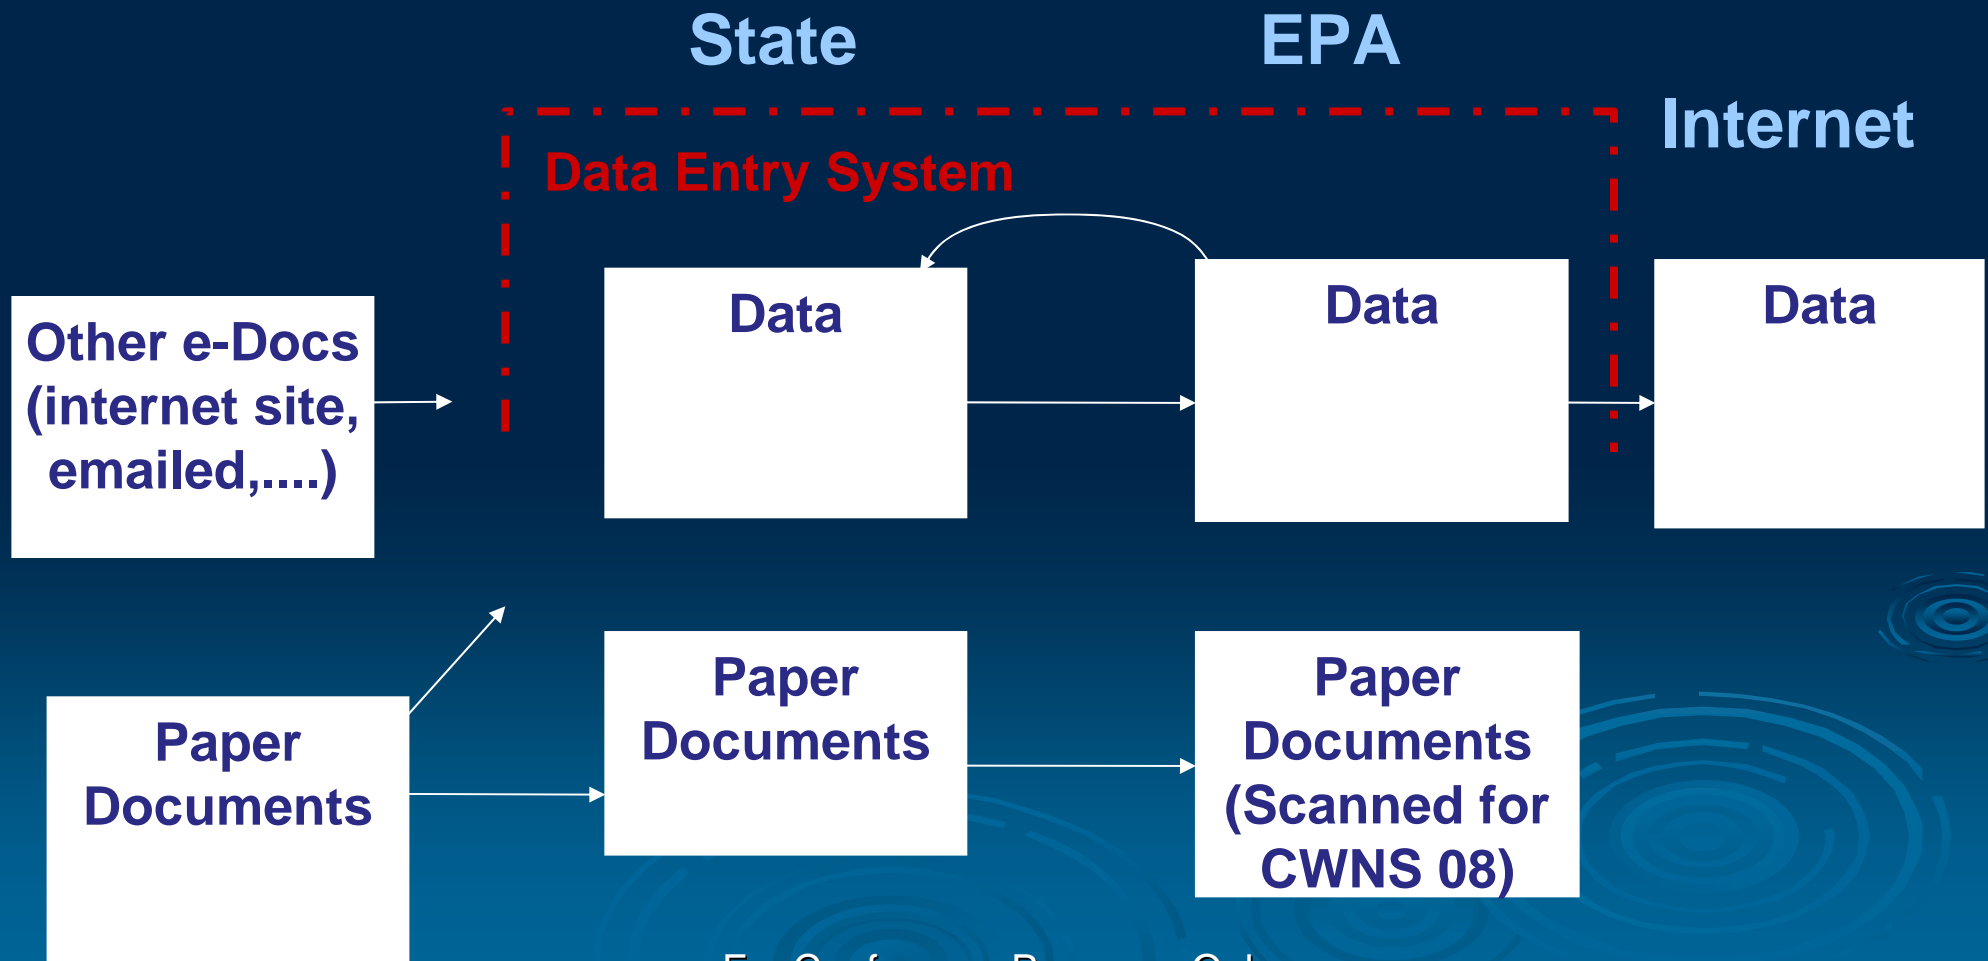 State
EPA
Internet
Data Entry System
Other e-Docs
(internet site,
emailed,....)
Data
Data
Data
Paper
Documents
Paper
Documents
Paper
Documents
(Scanned for
CWNS 08)